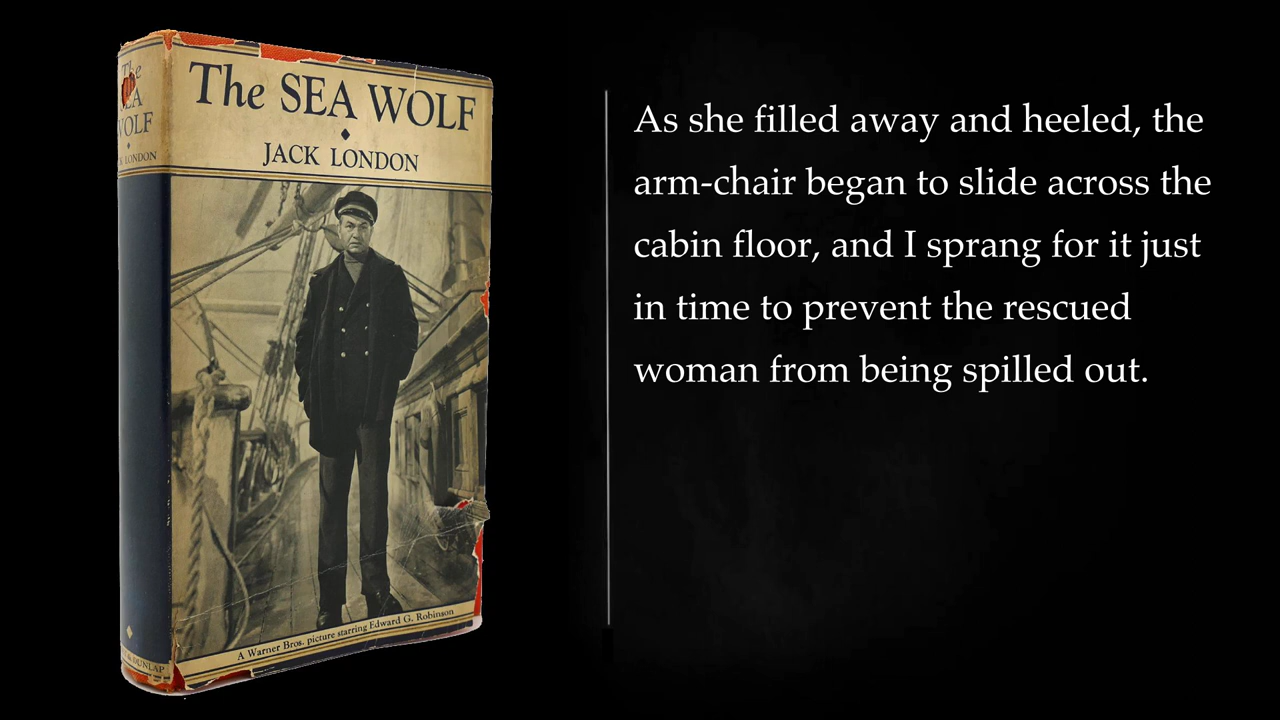 The SEA WOLF
JACK LONDON
A Warner Bros. picture starring Edward G. Robinson
The
SEA
WOLF
LONDON
DUNLAP
As she filled away and heeled, the
arm-chair began to slide across the
cabin floor, and I sprang for it just
in time to prevent the rescued
woman from being spilled out.